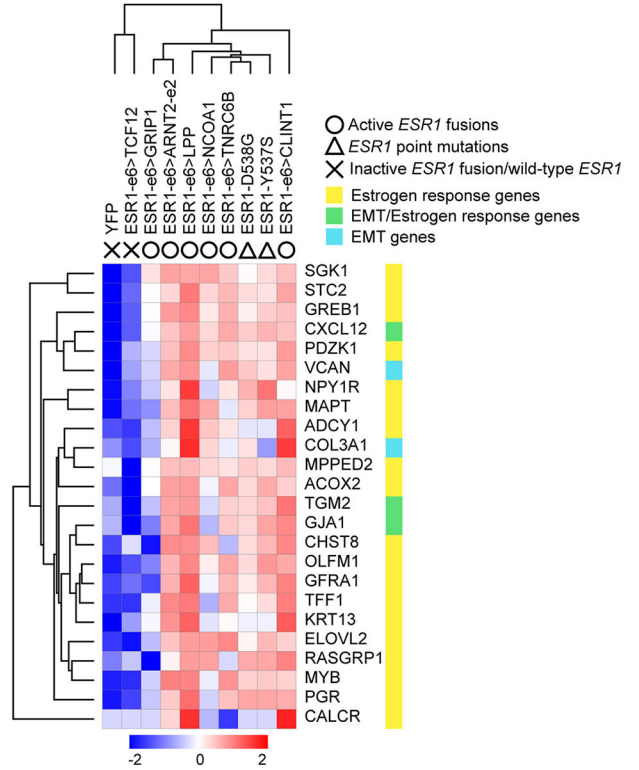 YFP
ESR1-e6>TCF12
ESR1-e6>GRIP1
ESR1-e6>ARNT2-e2
ESR1-e6>LPP
ESR1-e6>NCOA1
ESR1-e6>TNRC6B
ESR1-D538G
ESR1-Y537S
ESR1-e6>CLINT1
Active ESR1 fusions
ESR1 point mutations
Inactive ESR1 fusion/wild-type ESR1
Estrogen response genes
EMT/Estrogen response genes
EMT genes
SGK1
STC2
GREB1
CXCL12
PDZK1
VCAN
NPY1R
MAPT
ADCY1
COL3A1
MPPED2
ACOX2
TGM2
GJA1
CHST8
OLFM1
GFRA1
TFF1
KRT13
ELOVL2
RASGRP1
MYB
PGR
CALCR
-2 0 2